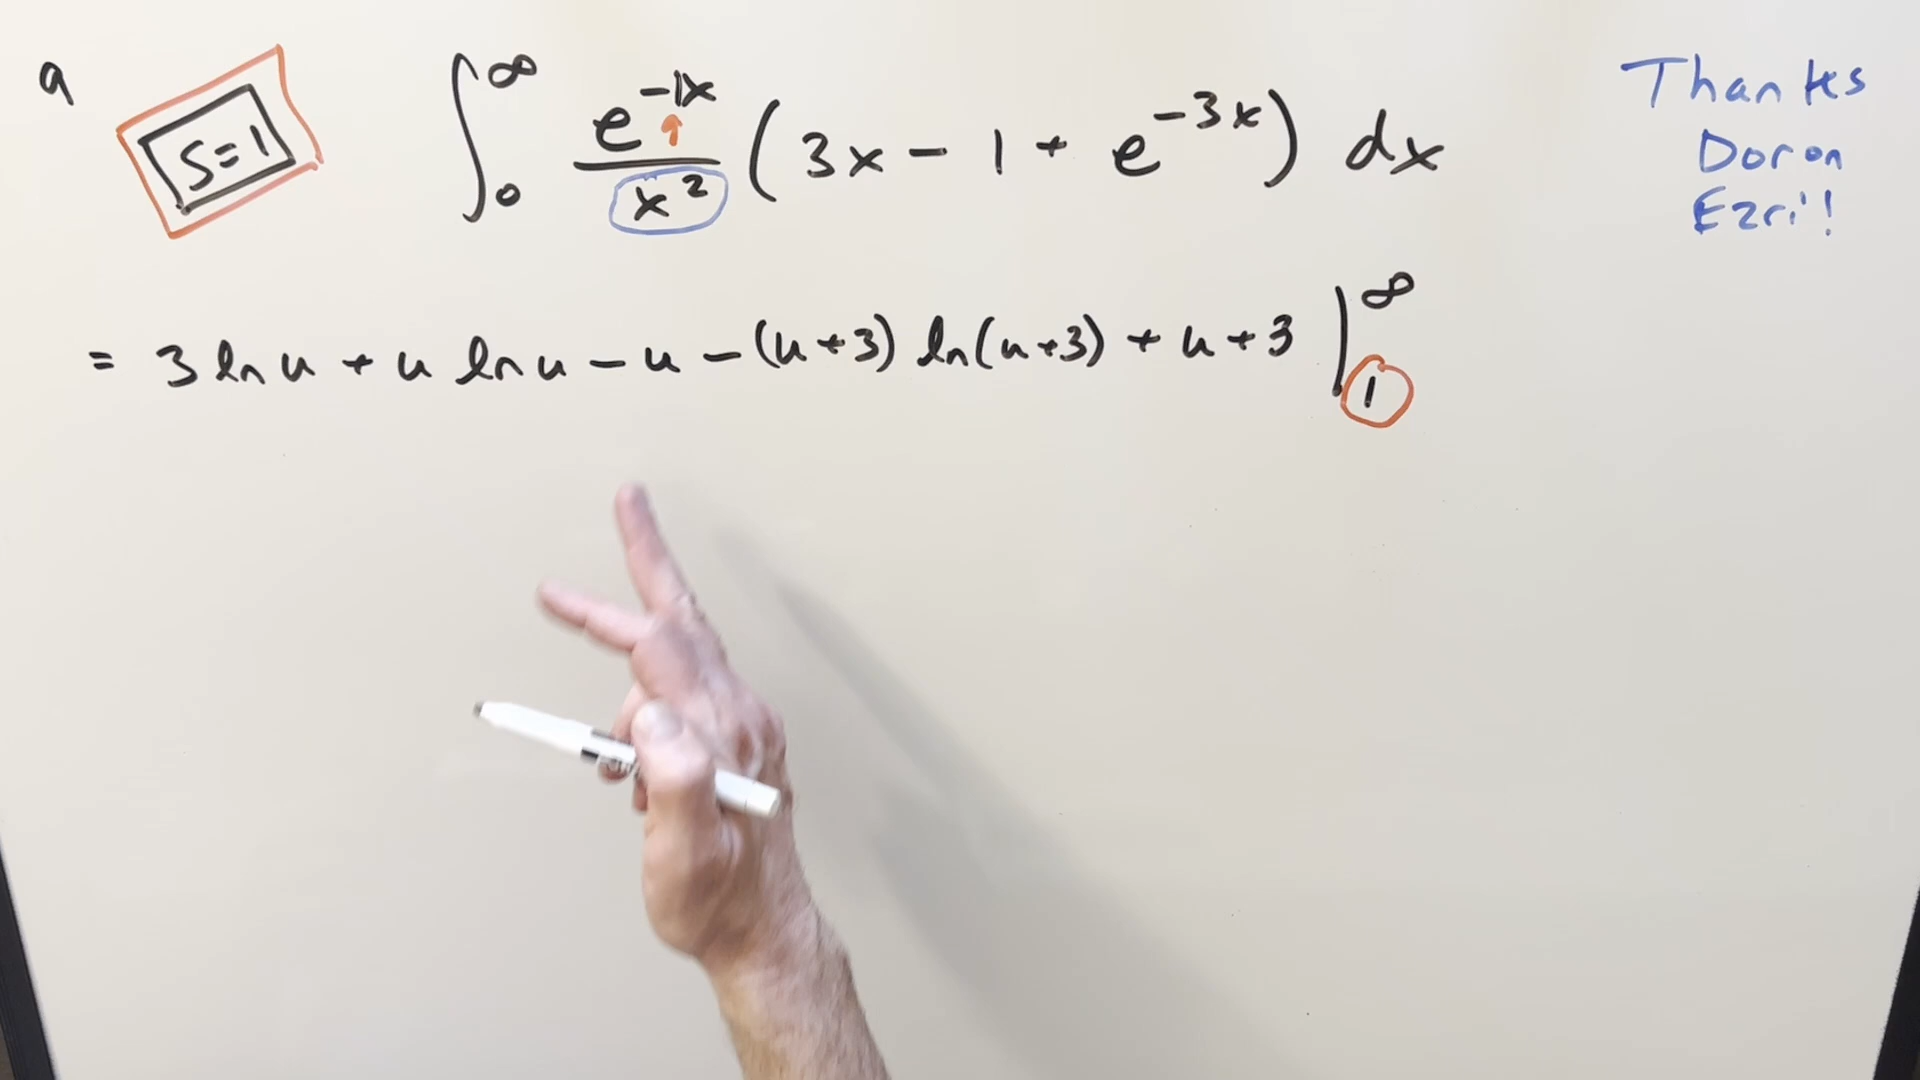 9
S=1
∫₀^∞ e^{-1x}/x² (3x - 1 + e^{-3x}) dx
Thanks
Doron
Ezri!
= 3 ln u + u ln u - u - (u+3) ln(u+3) + u + 3 |₁^∞